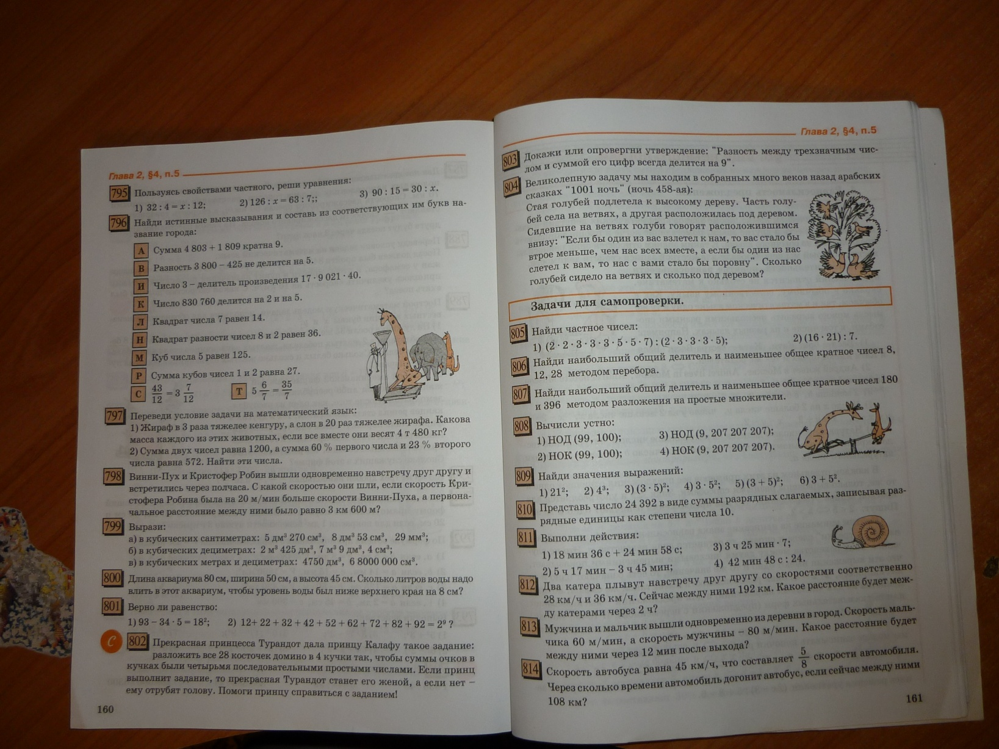 Глава 2, §4, п.5
795 Пользуясь свойствами частного, реши уравнения:
1) 32 : 4 = x : 12; 2) 126 : x = 63 : 7;; 3) 90 : 15 = 30 : x.
796 Найди истинные высказывания и составь из соответствующих им букв на-
звание города:
А Сумма 4 803 + 1 809 кратна 9.
В Разность 3 800 – 425 не делится на 5.
И Число 3 – делитель произведения 17 · 9 021 · 40.
К Число 830 760 делится на 2 и на 5.
Л Квадрат числа 7 равен 14.
Н Квадрат разности чисел 8 и 2 равен 36.
М Куб числа 5 равен 125.
Р Сумма кубов чисел 1 и 2 равна 27.
С 43/12 = 3 7/12 Т 5 6/7 = 35/7
797 Переведи условие задачи на математический язык:
1) Жираф в 3 раза тяжелее кенгуру, а слон в 20 раз тяжелее жирафа. Какова
масса каждого из этих животных, если все вместе они весят 4 т 480 кг?
2) Сумма двух чисел равна 1200, а сумма 60 % первого числа и 23 % второго
числа равна 572. Найти эти числа.
798 Винни-Пух и Кристофер Робин вышли одновременно навстречу друг другу и
встретились через полчаса. С какой скоростью они шли, если скорость Кри-
стофера Робина была на 20 м/мин больше скорости Винни-Пуха, а первона-
чальное расстояние между ними было равно 3 км 600 м?
799 Вырази:
а) в кубических сантиметрах: 5 дм³ 270 см³, 8 дм³ 53 см³, 29 мм³;
б) в кубических дециметрах: 2 м³ 425 дм³, 7 м³ 9 дм³, 4 см³;
в) в кубических метрах и дециметрах: 4750 дм³, 6 8000 000 см³.
800 Длина аквариума 80 см, ширина 50 см, а высота 45 см. Сколько литров воды надо
влить в этот аквариум, чтобы уровень воды был ниже верхнего края на 8 см?
801 Верно ли равенство:
1) 93 – 34 · 5 = 18²; 2) 12+ 22 + 32 + 42 + 52 + 62 + 72 + 82 + 92 = 2⁹ ?
С 802 Прекрасная принцесса Турандот дала принцу Калафу такое задание:
разложить все 28 косточек домино в 4 кучки так, чтобы суммы очков в
кучках были четырьмя последовательными простыми числами. Если принц
выполнит задание, то прекрасная Турандот станет его женой, а если нет –
ему отрубят голову. Помоги принцу справиться с заданием!
160
Глава 2, §4, п.5
803 Докажи или опровергни утверждение: "Разность между трехзначным чис-
лом и суммой его цифр всегда делится на 9".
804 Великолепную задачу мы находим в собранных много веков назад арабских
сказках "1001 ночь" (ночь 458-ая):
Стая голубей подлетела к высокому дереву. Часть голу-
бей села на ветвях, а другая расположилась под деревом.
Сидевшие на ветвях голуби говорят расположившимся
внизу: "Если бы один из вас взлетел к нам, то вас стало бы
втрое меньше, чем нас всех вместе, а если бы один из нас
слетел к вам, то нас с вами стало бы поровну". Сколько
голубей сидело на ветвях и сколько под деревом?
Задачи для самопроверки.
805 Найди частное чисел:
1) (2 · 2 · 3 · 3 · 3 · 5 · 5 · 7) : (2 · 3 · 3 · 3 · 5); 2) (16 · 21) : 7.
806 Найди наибольший общий делитель и наименьшее общее кратное чисел 8,
12, 28 методом перебора.
807 Найди наибольший общий делитель и наименьшее общее кратное чисел 180
и 396 методом разложения на простые множители.
808 Вычисли устно:
1) НОД (99, 100); 3) НОД (9, 207 207 207);
2) НОК (99, 100); 4) НОК (9, 207 207 207).
809 Найди значения выражений:
1) 21²; 2) 4³; 3) (3 · 5)²; 4) 3 · 5²; 5) (3 + 5)²; 6) 3 + 5².
810 Представь число 24 392 в виде суммы разрядных слагаемых, записывая раз-
рядные единицы как степени числа 10.
811 Выполни действия:
1) 18 мин 36 с + 24 мин 58 с; 3) 3 ч 25 мин · 7;
2) 5 ч 17 мин – 3 ч 45 мин; 4) 42 мин 48 с : 24.
812 Два катера плывут навстречу друг другу со скоростями соответственно
28 км/ч и 36 км/ч. Сейчас между ними 192 км. Какое расстояние будет меж-
ду катерами через 2 ч?
813 Мужчина и мальчик вышли одновременно из деревни в город. Скорость маль-
чика 60 м/мин, а скорость мужчины – 80 м/мин. Какое расстояние будет
между ними через 12 мин после выхода?
814 Скорость автобуса равна 45 км/ч, что составляет 5/8 скорости автомобиля.
Через сколько времени автомобиль догонит автобус, если сейчас между ними
108 км?
161